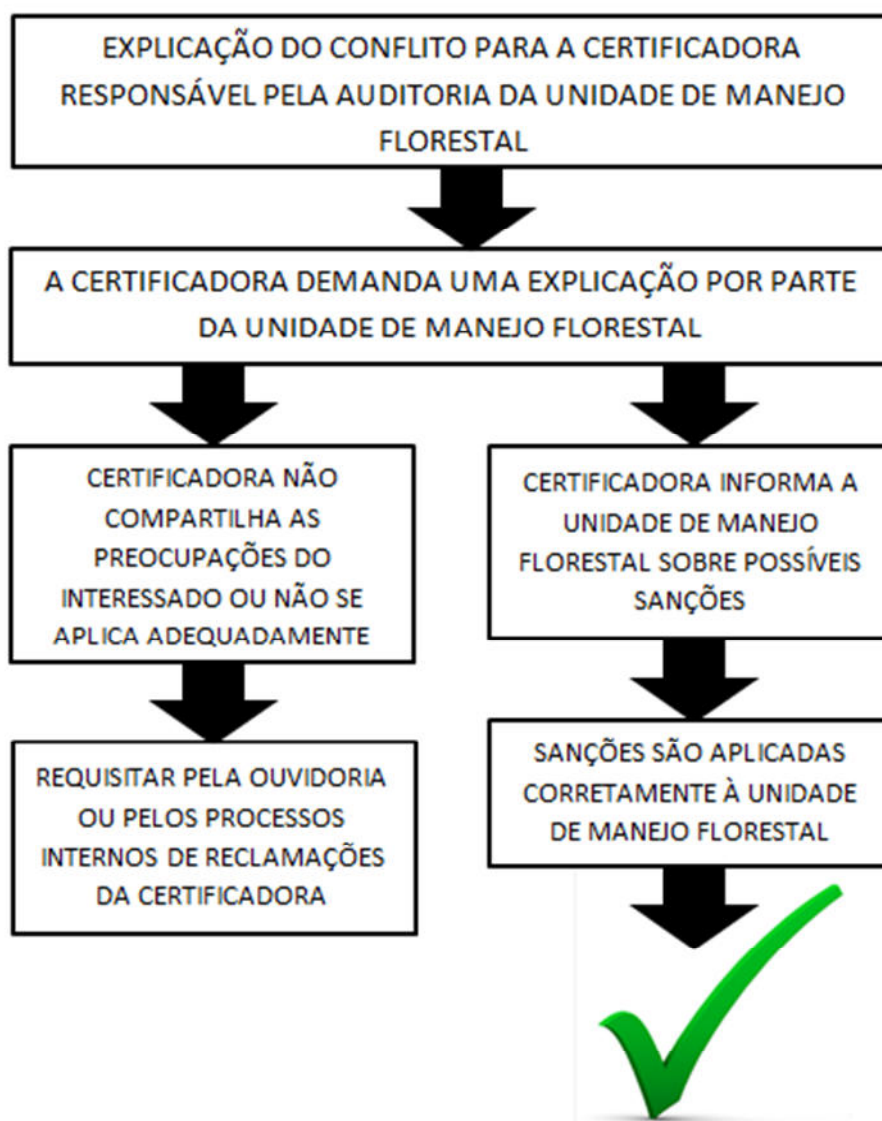 EXPLICAÇÃO DO CONFLITO PARA A CERTIFICADORA
RESPONSÁVEL PELA AUDITORIA DA UNIDADE DE MANEJO
FLORESTAL
A CERTIFICADORA DEMANDA UMA EXPLICAÇÃO POR PARTE
DA UNIDADE DE MANEJO FLORESTAL
CERTIFICADORA NÃO
COMPARTILHA AS
PREOCUPAÇÕES DO
INTERESSADO OU NÃO SE
APLICA ADEQUADAMENTE
REQUISITAR PELA OUVIDORIA
OU PELOS PROCESSOS
INTERNOS DE RECLAMAÇÕES
DA CERTIFICADORA
CERTIFICADORA INFORMA A
UNIDADE DE MANEJO
FLORESTAL SOBRE POSSÍVEIS
SANÇÕES
SANÇÕES SÃO APLICADAS
CORRETAMENTE À UNIDADE
DE MANEJO FLORESTAL